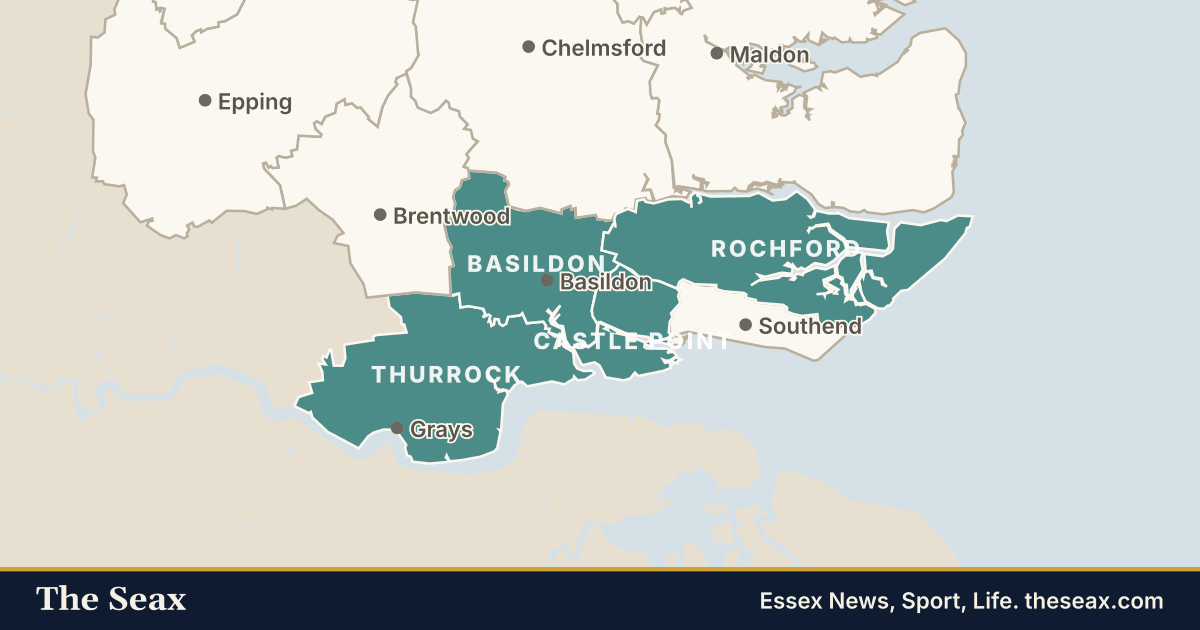 Chelmsford
Maldon
Epping
Brentwood
ROCHFORD
BASILDON
Basildon
Southend
CASTLE POINT
THURROCK
Grays
The Seax
Essex News, Sport, Life. theseax.com